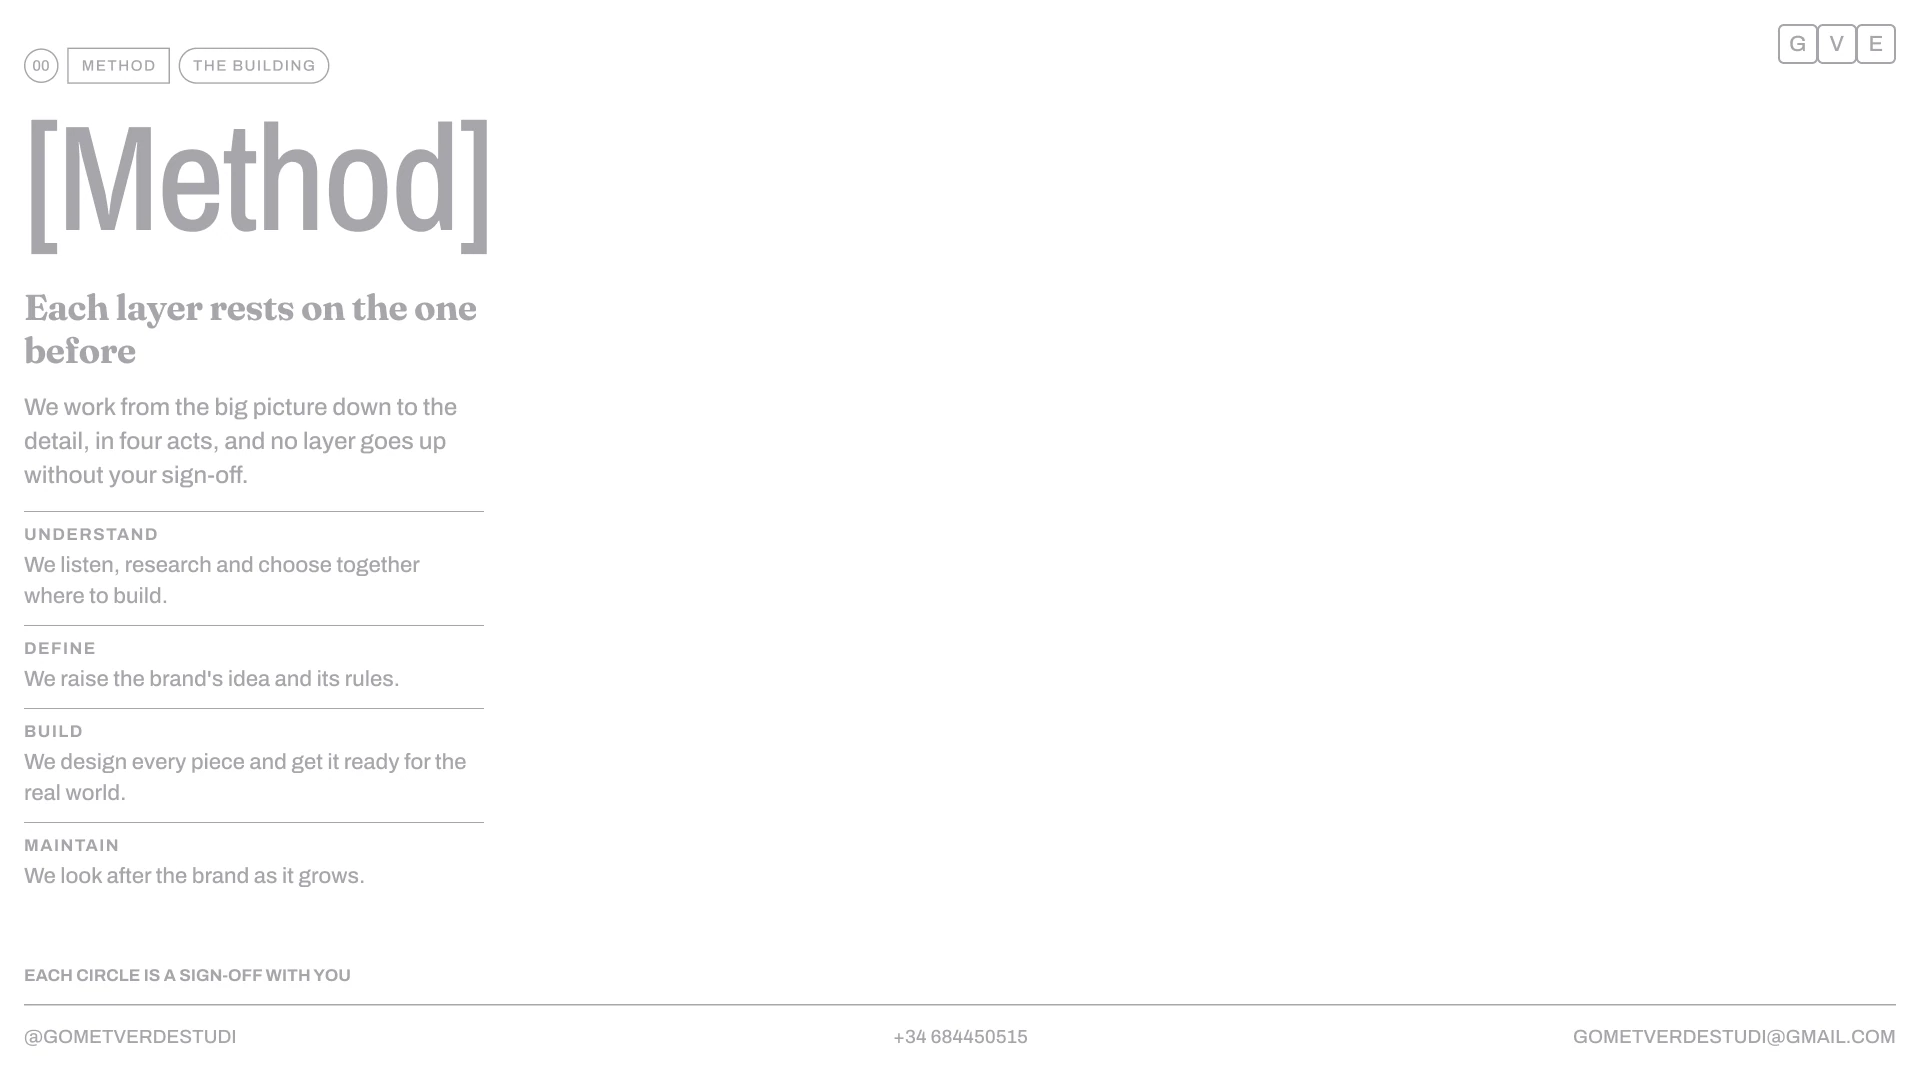 00 METHOD THE BUILDING
G V E
[Method]
Each layer rests on the one
before
We work from the big picture down to the
detail, in four acts, and no layer goes up
without your sign-off.
UNDERSTAND
We listen, research and choose together
where to build.
DEFINE
We raise the brand's idea and its rules.
BUILD
We design every piece and get it ready for the
real world.
MAINTAIN
We look after the brand as it grows.
EACH CIRCLE IS A SIGN-OFF WITH YOU
@GOMETVERDESTUDI
+34 684450515
GOMETVERDESTUDI@GMAIL.COM